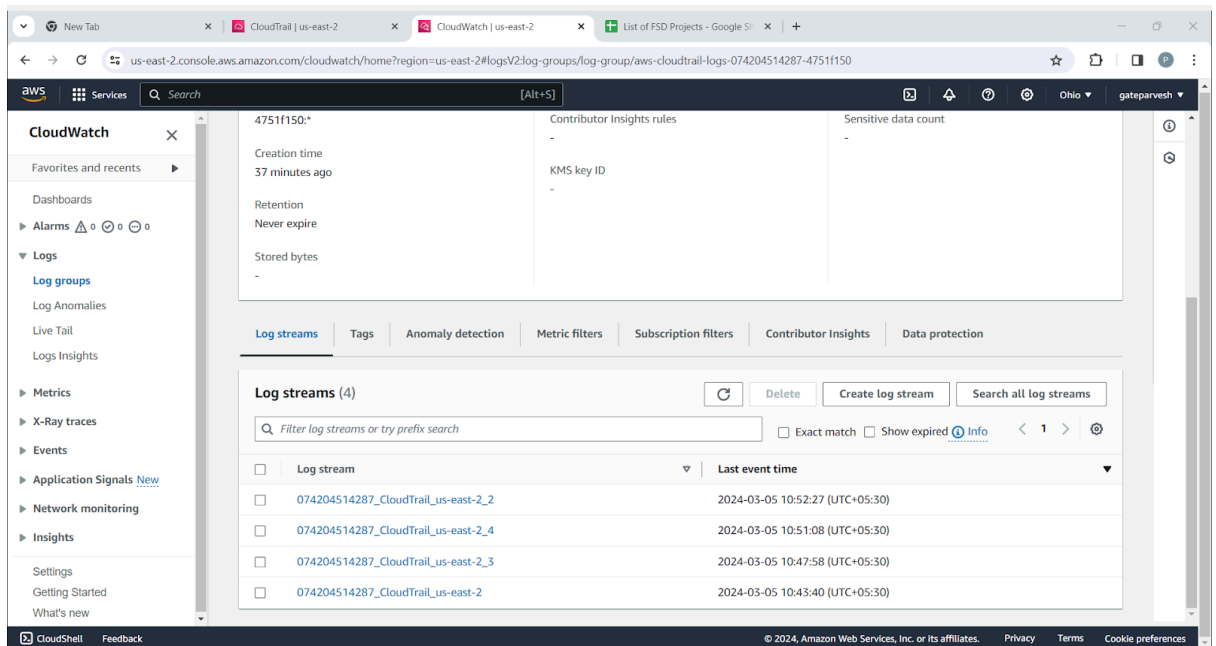 New Tab
CloudTrail | us-east-2
CloudWatch | us-east-2
List of FSD Projects - Google S
us-east-2.console.aws.amazon.com/cloudwatch/home?region=us-east-2#logsV2:log-groups/log-group/aws-cloudtrail-logs-074204514287-4751f150
P
aws
Services
Search
[Alt+S]
Ohio
gateparvesh
CloudWatch
Favorites and recents
Dashboards
Alarms 0 0 0
Logs
Log groups
Log Anomalies
Live Tail
Logs Insights
Metrics
X-Ray traces
Events
Application Signals New
Network monitoring
Insights
Settings
Getting Started
What's new
4751f150:*
Creation time
37 minutes ago
Retention
Never expire
Stored bytes
-
Contributor Insights rules
-
KMS key ID
-
Sensitive data count
-
Log streams
Tags
Anomaly detection
Metric filters
Subscription filters
Contributor Insights
Data protection
Log streams (4)
Delete
Create log stream
Search all log streams
Filter log streams or try prefix search
Exact match
Show expired
Info
1
Log stream
Last event time
074204514287_CloudTrail_us-east-2_2 2024-03-05 10:52:27 (UTC+05:30)
074204514287_CloudTrail_us-east-2_4 2024-03-05 10:51:08 (UTC+05:30)
074204514287_CloudTrail_us-east-2_3 2024-03-05 10:47:58 (UTC+05:30)
074204514287_CloudTrail_us-east-2 2024-03-05 10:43:40 (UTC+05:30)
CloudShell
Feedback
© 2024, Amazon Web Services, Inc. or its affiliates.
Privacy
Terms
Cookie preferences